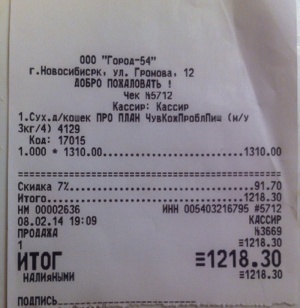 ООО "Город-54"
г.Новосибисрк, ул. Громова, 12
ДОБРО ПОЖАЛОВАТЬ !
Чек №5712
Кассир: Кассир
1.Сух.д/кошек ПРО ПЛАН ЧувКожПроблПиш (м/у
3кг/4) 4129
Код: 17015
1.000 * 1310.00 1310.00
Скидка 7% 91.70
Итого 1218.30
НМ 00002636 ИНН 005403216795 #5712
08.02.14 19:09 КАССИР
ПРОДАЖА №3669
1 ≡1218.30
ИТОГ ≡1218.30
НАЛИЧНЫМИ ≡1218.30
ПОДПИСЬ